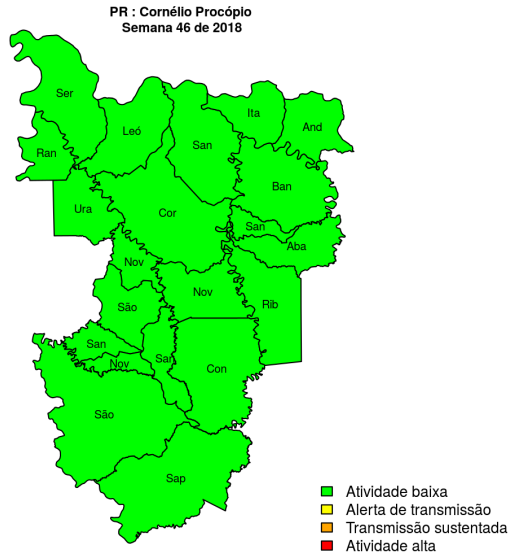 PR : Cornélio Procópio
Semana 46 de 2018
Ser
Ita
Leó
And
San
Ran
Ban
Ura
Cor
San
Aba
Nov
Nov
Rib
São
San
San
Nov
Con
São
Sap
Atividade baixa
Alerta de transmissão
Transmissão sustentada
Atividade alta